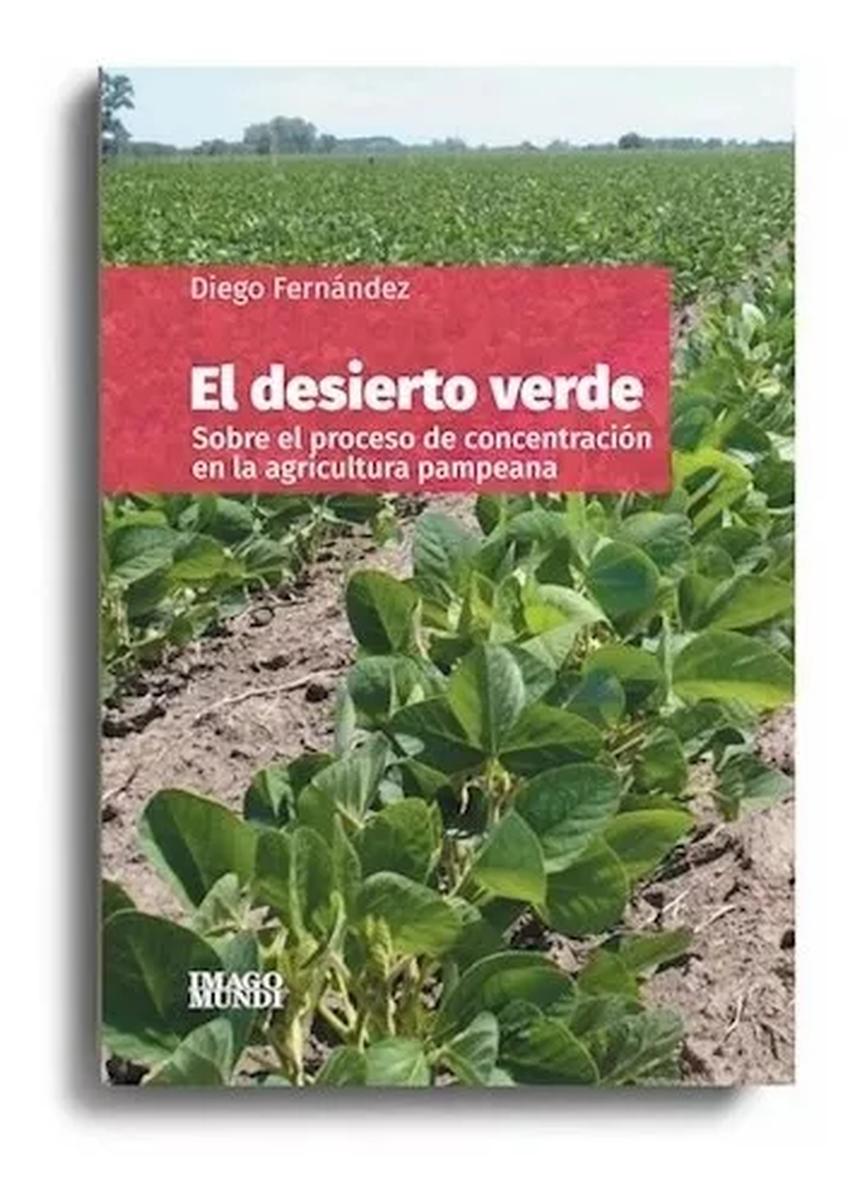 Diego Fernández
El desierto verde
Sobre el proceso de concentración
en la agricultura pampeana
IMAGO
MUNDI